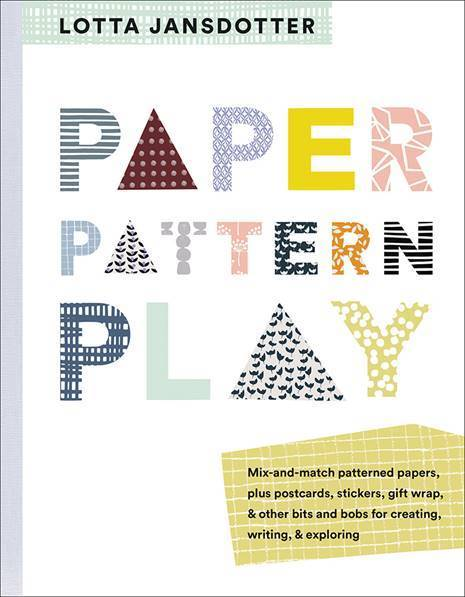 LOTTA JANSDOTTER
PAPER
PATTERN
PLAY
Mix-and-match patterned papers,
plus postcards, stickers, gift wrap,
& other bits and bobs for creating,
writing, & exploring